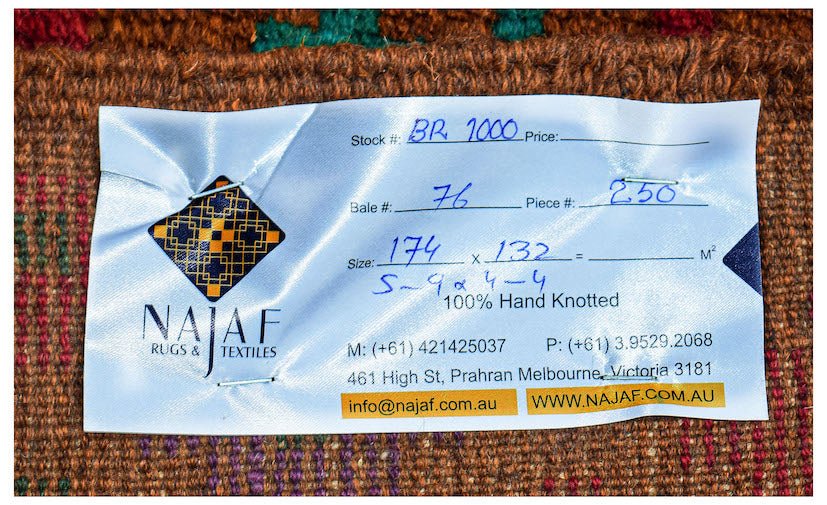 NAJAF
RUGS & TEXTILES
Stock #: BR 1000 Price:
Bale #: 76 Piece #: 250
Size: 174 x 132 = M²
5-9 x 4-4
100% Hand Knotted
M: (+61) 421425037 P: (+61) 3.9529.2068
461 High St, Prahran Melbourne, Victoria 3181
info@najaf.com.au WWW.NAJAF.COM.AU